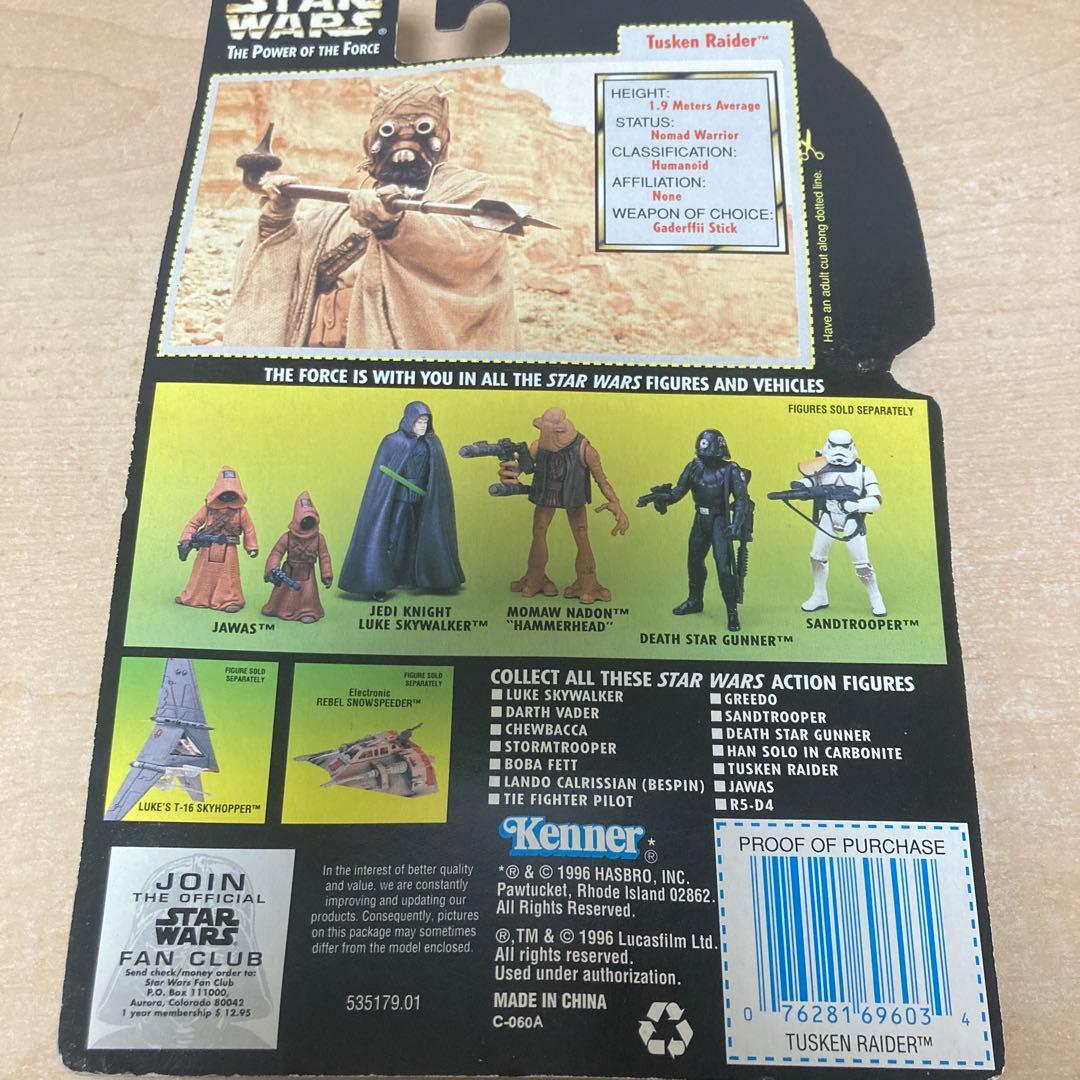 STAR
WARS®
THE POWER OF THE FORCE
Tusken Raider™
HEIGHT:
1.9 Meters Average
STATUS:
Nomad Warrior
CLASSIFICATION:
Humanoid
AFFILIATION:
None
WEAPON OF CHOICE:
Gaderffii Stick
Have an adult cut along dotted line.
THE FORCE IS WITH YOU IN ALL THE STAR WARS FIGURES AND VEHICLES
FIGURES SOLD SEPARATELY
JAWAS™
JEDI KNIGHT
LUKE SKYWALKER™
MOMAW NADON™
"HAMMERHEAD"
DEATH STAR GUNNER™
SANDTROOPER™
FIGURE SOLD
SEPARATELY
LUKE'S T-16 SKYHOPPER™
FIGURE SOLD
SEPARATELY
Electronic
REBEL SNOWSPEEDER™
COLLECT ALL THESE STAR WARS ACTION FIGURES
LUKE SKYWALKER
DARTH VADER
CHEWBACCA
STORMTROOPER
BOBA FETT
LANDO CALRISSIAN (BESPIN)
TIE FIGHTER PILOT
GREEDO
SANDTROOPER
DEATH STAR GUNNER
HAN SOLO IN CARBONITE
TUSKEN RAIDER
JAWAS
R5-D4
JOIN
THE OFFICIAL
STAR
WARS
FAN CLUB
Send check/money order to:
Star Wars Fan Club
P.O. Box 111000,
Aurora, Colorado 80042
1 year membership $ 12.95
In the interest of better quality
and value, we are constantly
improving and updating our
products. Consequently, pictures
on this package may sometimes
differ from the model enclosed.
535179.01
Kenner*®
*® & © 1996 HASBRO, INC.
Pawtucket, Rhode Island 02862.
All Rights Reserved.
®,TM & © 1996 Lucasfilm Ltd.
All rights reserved.
Used under authorization.
MADE IN CHINA
C-060A
PROOF OF PURCHASE
0 76281 69603 4
TUSKEN RAIDER™